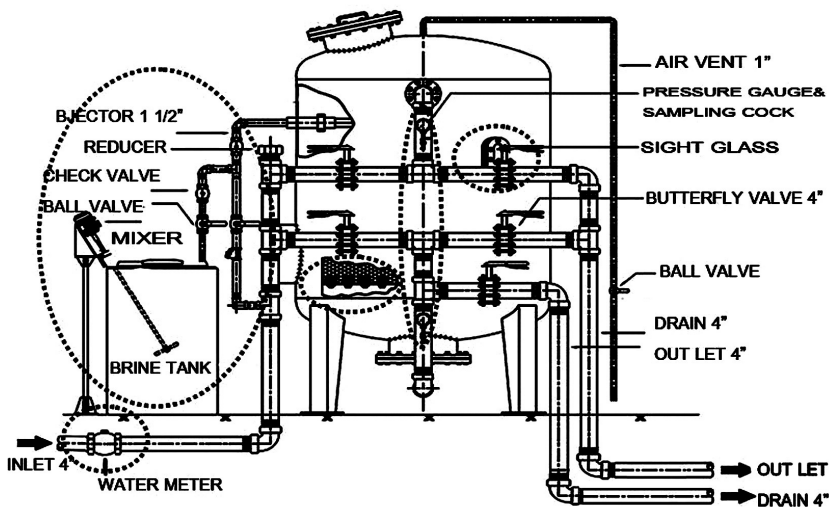 AIR VENT 1"
PRESSURE GAUGE&
SAMPLING COCK
BJECTOR 1 1/2"
REDUCER
SIGHT GLASS
CHECK VALVE
BALL VALVE
BUTTERFLY VALVE 4"
MIXER
BALL VALVE
DRAIN 4"
OUT LET 4"
BRINE TANK
INLET 4"
WATER METER
OUT LET
DRAIN 4"